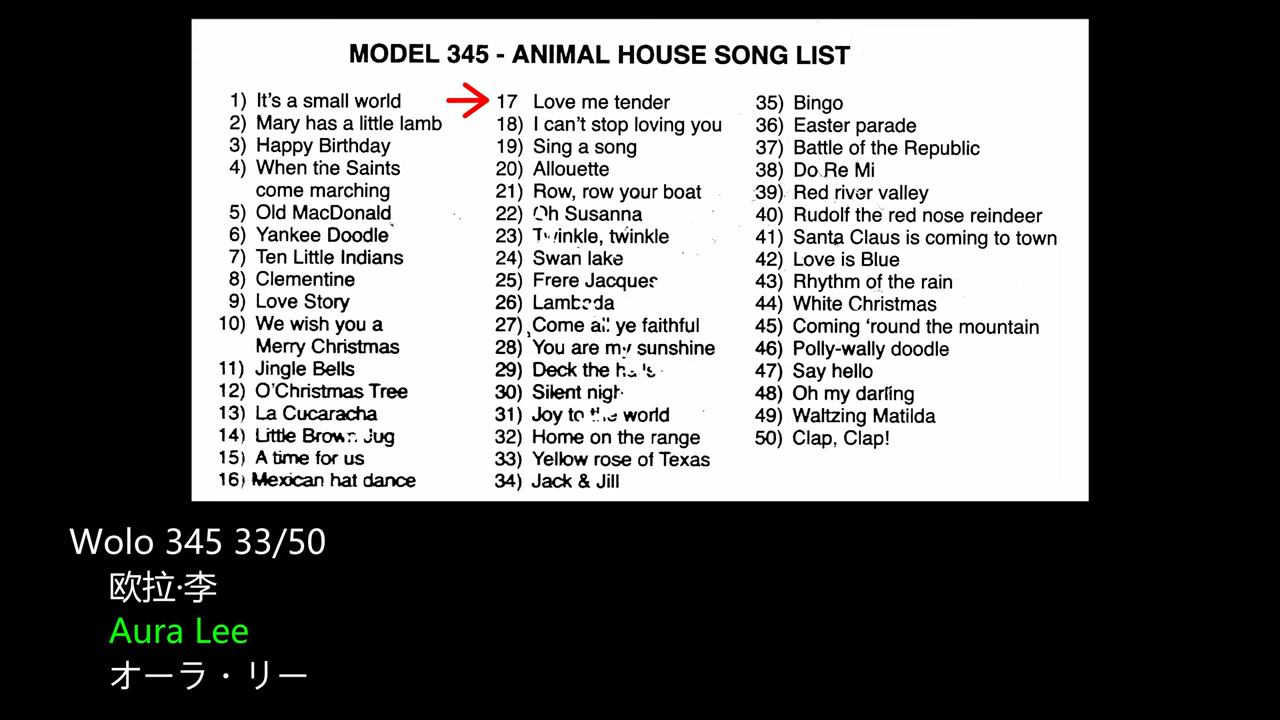 MODEL 345 - ANIMAL HOUSE SONG LIST
1) It's a small world
2) Mary has a little lamb
3) Happy Birthday
4) When the Saints
come marching
5) Old MacDonald
6) Yankee Doodle
7) Ten Little Indians
8) Clementine
9) Love Story
10) We wish you a
Merry Christmas
11) Jingle Bells
12) O'Christmas Tree
13) La Cucaracha
14) Little Brown Jug
15) A time for us
16) Mexican hat dance
17 Love me tender
18) I can't stop loving you
19) Sing a song
20) Allouette
21) Row, row your boat
22) Oh Susanna
23) Twinkle, twinkle
24) Swan lake
25) Frere Jacques
26) Lambada
27) Come all ye faithful
28) You are my sunshine
29) Deck the halls
30) Silent night
31) Joy to the world
32) Home on the range
33) Yellow rose of Texas
34) Jack & Jill
35) Bingo
36) Easter parade
37) Battle of the Republic
38) Do Re Mi
39) Red river valley
40) Rudolf the red nose reindeer
41) Santa Claus is coming to town
42) Love is Blue
43) Rhythm of the rain
44) White Christmas
45) Coming 'round the mountain
46) Polly-wally doodle
47) Say hello
48) Oh my darling
49) Waltzing Matilda
50) Clap, Clap!
Wolo 345 33/50
欧拉·李
Aura Lee
オーラ・リー